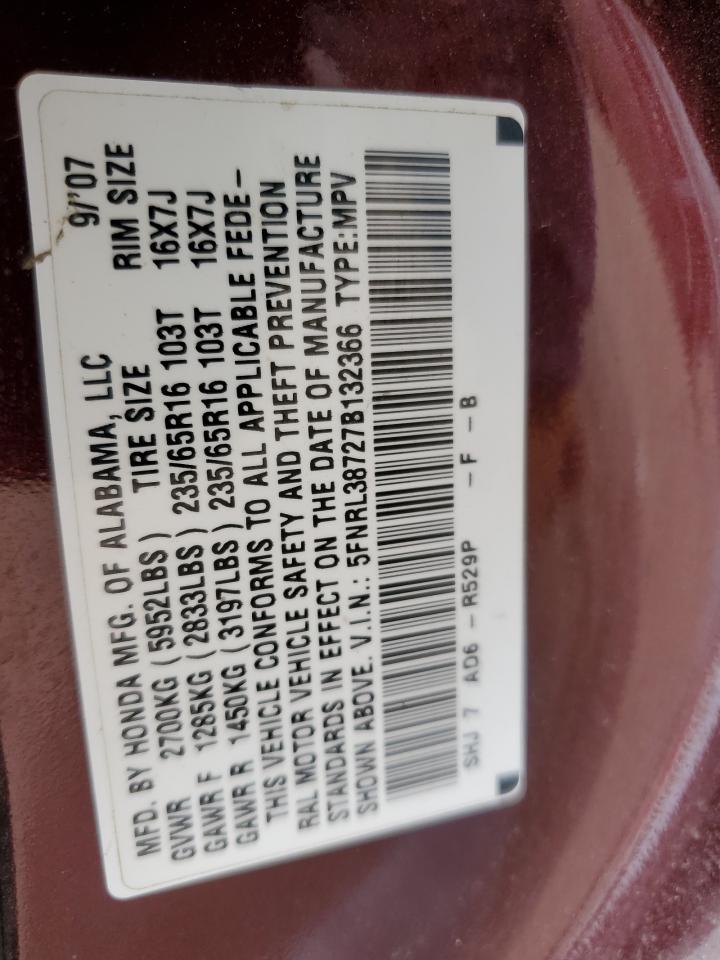 MFD. BY HONDA MFG. OF ALABAMA, LLC 9/'07
GVWR 2700KG (5952LBS) TIRE SIZE RIM SIZE
GAWR F 1285KG (2833LBS) 235/65R16 103T 16X7J
GAWR R 1450KG (3197LBS) 235/65R16 103T 16X7J
THIS VEHICLE CONFORMS TO ALL APPLICABLE FEDE-
RAL MOTOR VEHICLE SAFETY AND THEFT PREVENTION
STANDARDS IN EFFECT ON THE DATE OF MANUFACTURE
SHOWN ABOVE. V.I.N.: 5FNRL38727B132366 TYPE:MPV
SHJ 7 AD6 - R529P - F - B